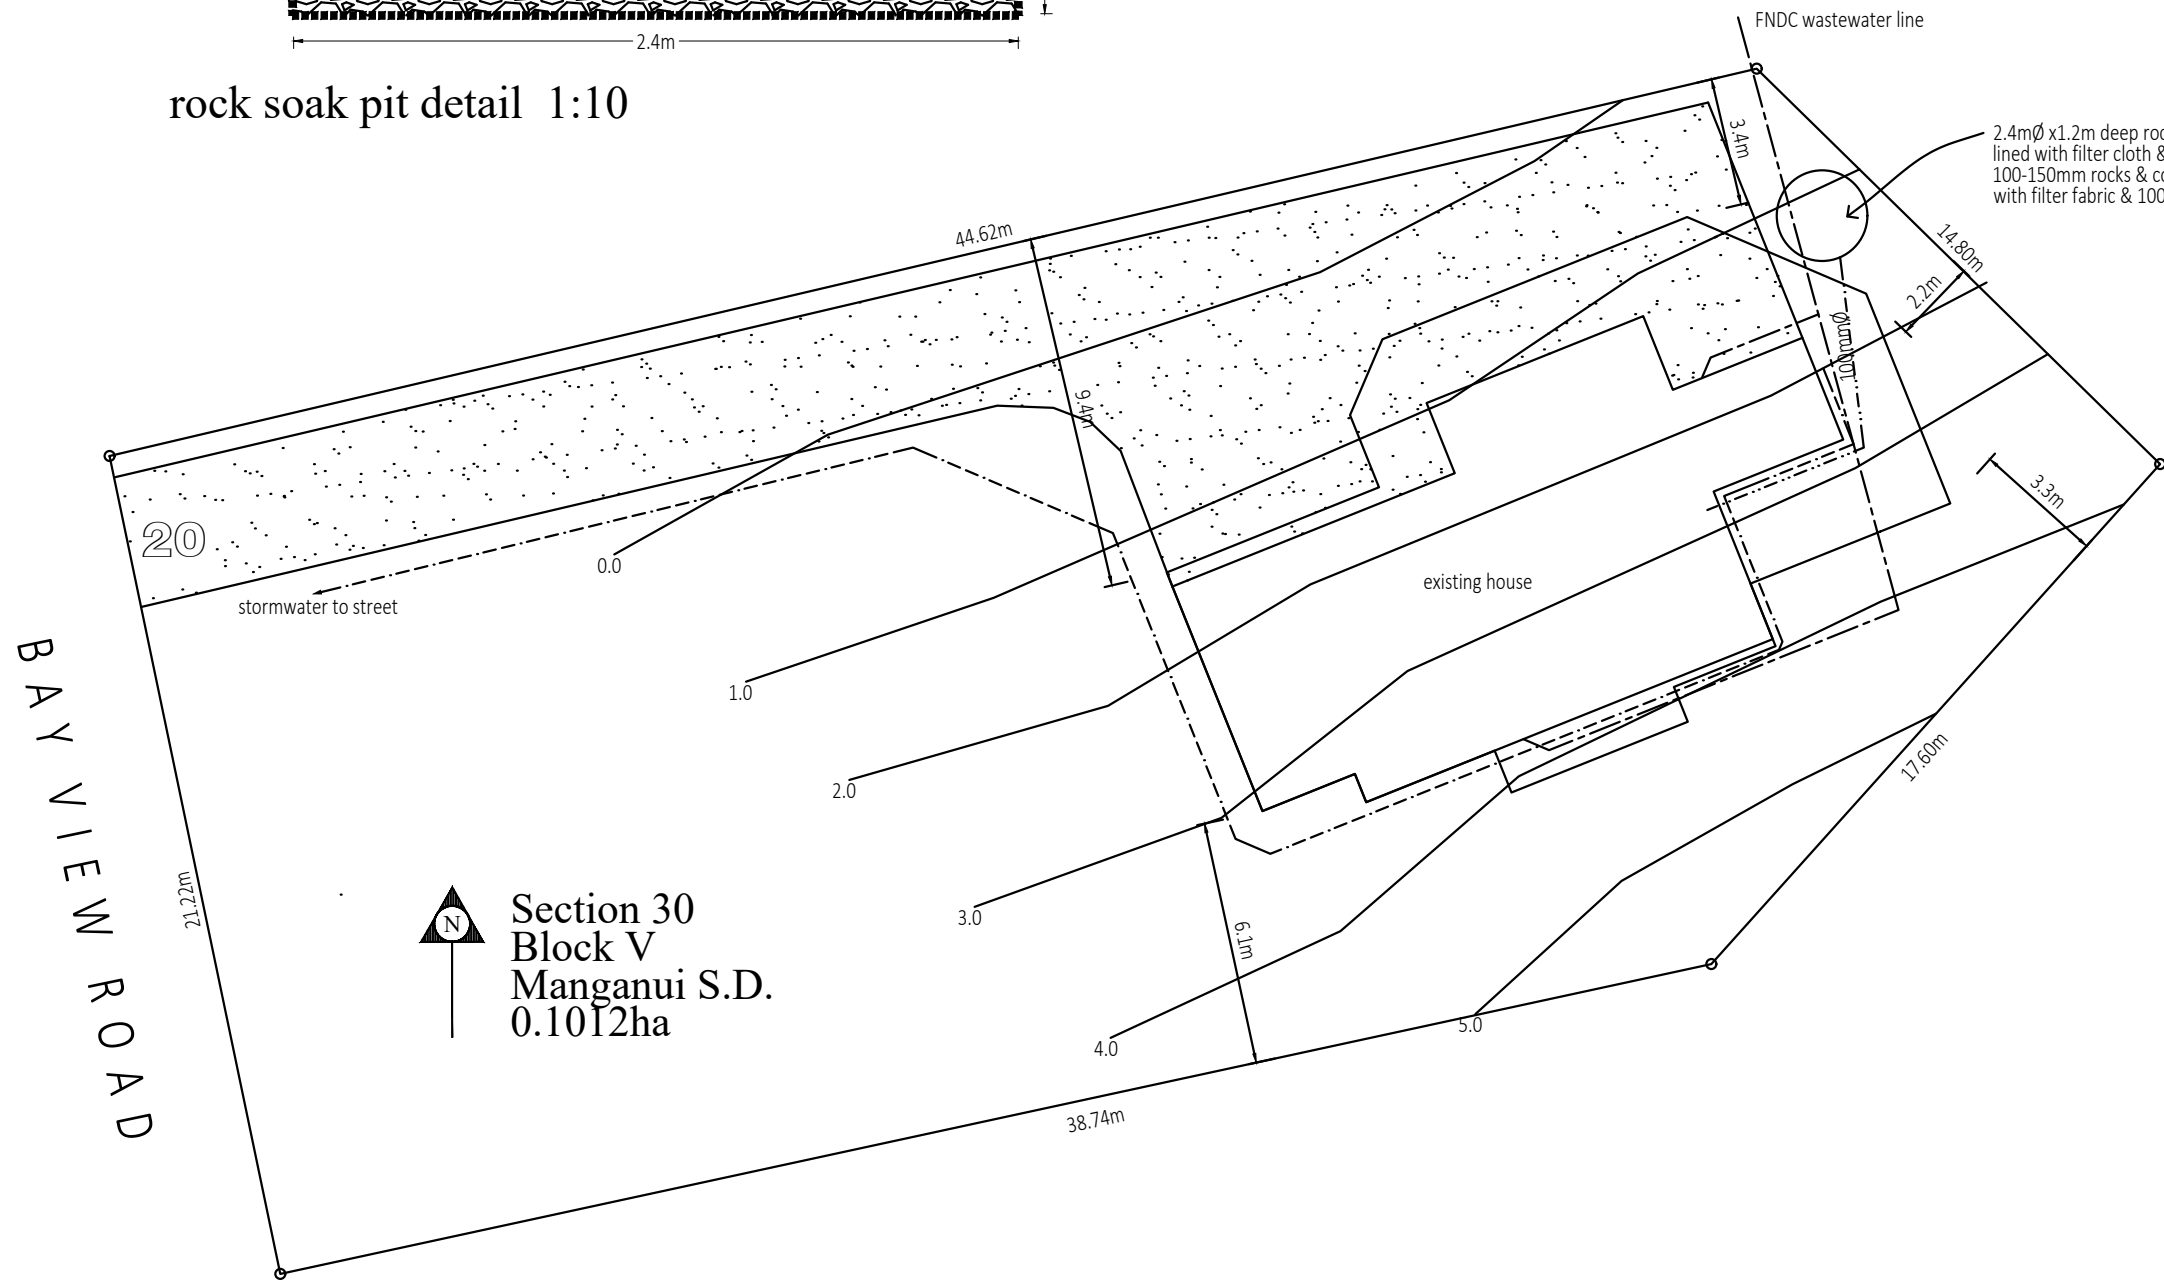 2.4m
rock soak pit detail 1:10
FNDC wastewater line
2.4mØ x1.2m deep
lined with filter cloth &
100-150mm rocks &
with filter fabric & 100
3.4m
44.62m
14.80m
2.2m
100mmØ
9.4m
3.3m
20
0.0
stormwater to street
existing house
1.0
2.0
3.0
4.0
5.0
BAY VIEW ROAD
21.22m
N
Section 30
Block V
Manganui S.D.
0.1012ha
6.1m
17.60m
38.74m